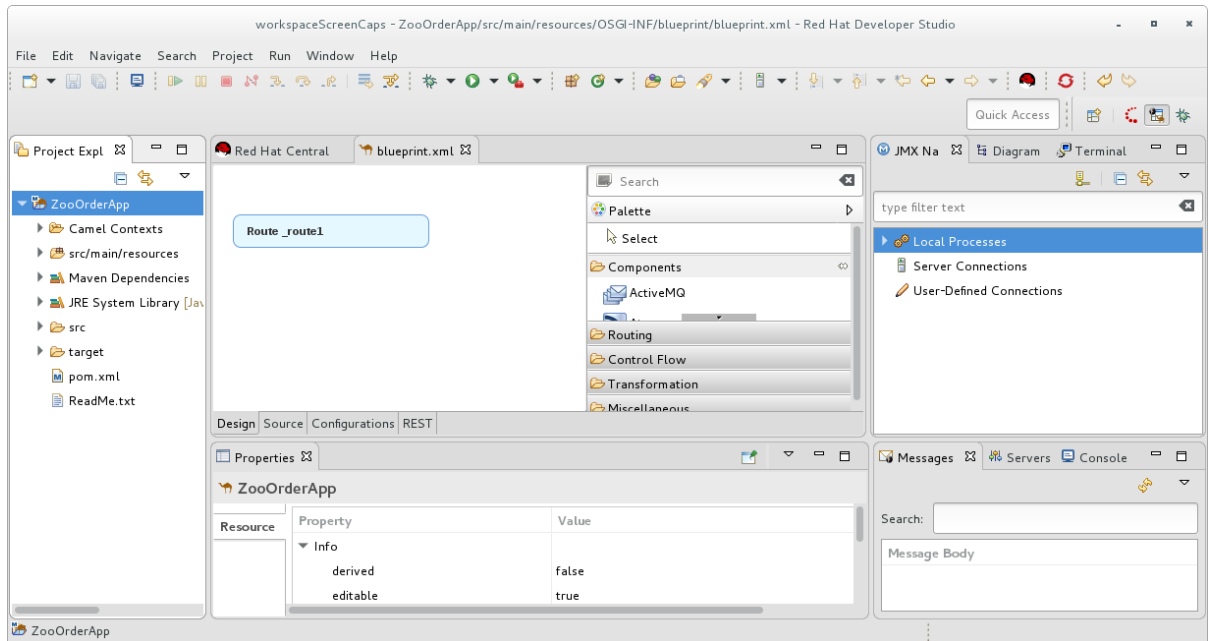 workspaceScreenCaps - ZooOrderApp/src/main/resources/OSGI-INF/blueprint/blueprint.xml - Red Hat Developer Studio
File Edit Navigate Search Project Run Window Help
Quick Access
Project Expl
ZooOrderApp
Camel Contexts
src/main/resources
Maven Dependencies
JRE System Library [Jav
src
target
pom.xml
ReadMe.txt
Red Hat Central blueprint.xml
Route _route1
Search
Palette
Select
Components
ActiveMQ
Routing
Control Flow
Transformation
Miscellaneous
Design Source Configurations REST
JMX Na Diagram Terminal
type filter text
Local Processes
Server Connections
User-Defined Connections
Properties
ZooOrderApp
Resource
Property Value
Info
derived false
editable true
Messages Servers Console
Search:
Message Body
ZooOrderApp